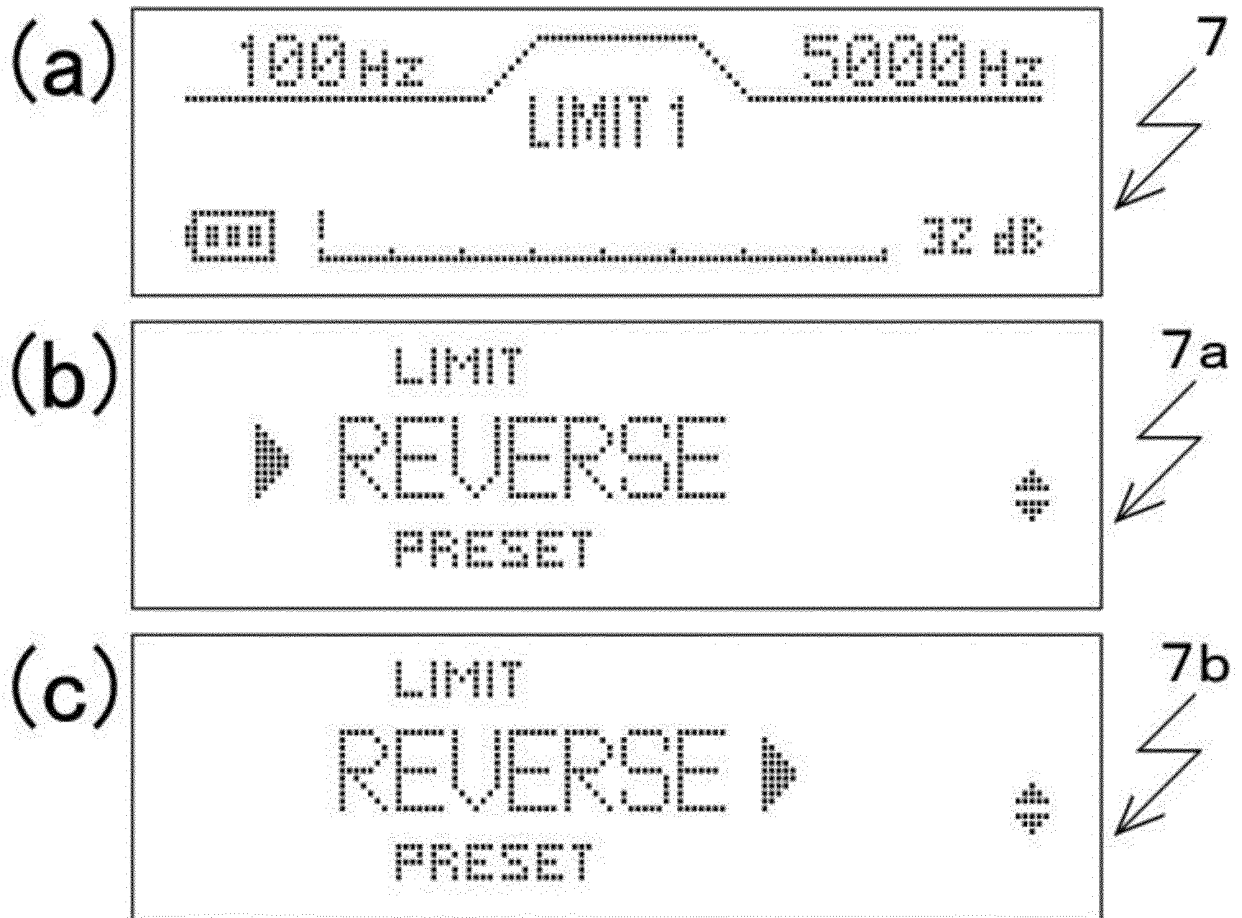 (a)
100Hz 5000Hz
LIMIT 1
32 dB
7
(b)
LIMIT
REVERSE
PRESET
7a
(c)
LIMIT
REVERSE
PRESET
7b